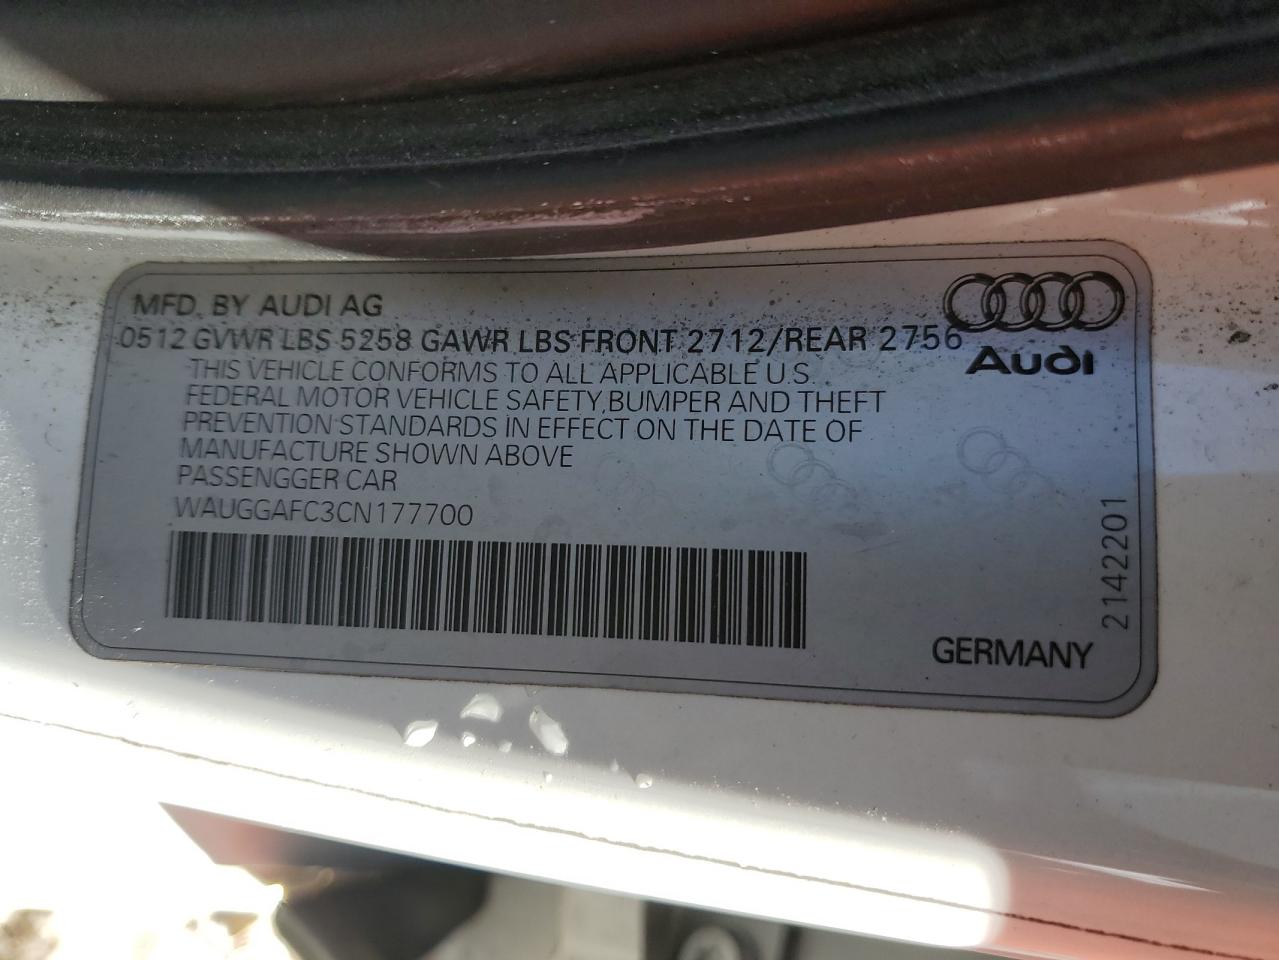 MFD. BY AUDI AG
0512 GVWR LBS 5258 GAWR LBS FRONT 2712/REAR 2756
Audi
THIS VEHICLE CONFORMS TO ALL APPLICABLE U.S.
FEDERAL MOTOR VEHICLE SAFETY, BUMPER AND THEFT
PREVENTION STANDARDS IN EFFECT ON THE DATE OF
MANUFACTURE SHOWN ABOVE
PASSENGGER CAR
WAUGGAFC3CN177700
21422201
GERMANY